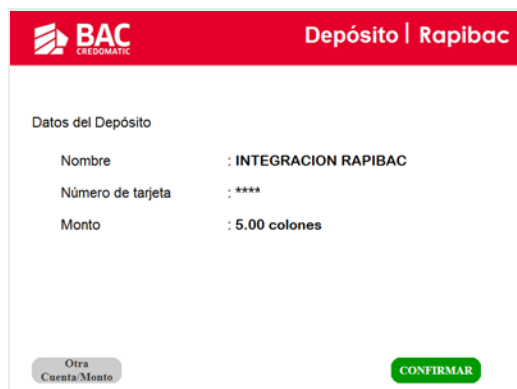 BAC
CREDOMATIC
Depósito | Rapibac
Datos del Depósito
Nombre : INTEGRACION RAPIBAC
Número de tarjeta : ****
Monto : 5.00 colones
Otra
Cuenta/Monto
CONFIRMAR